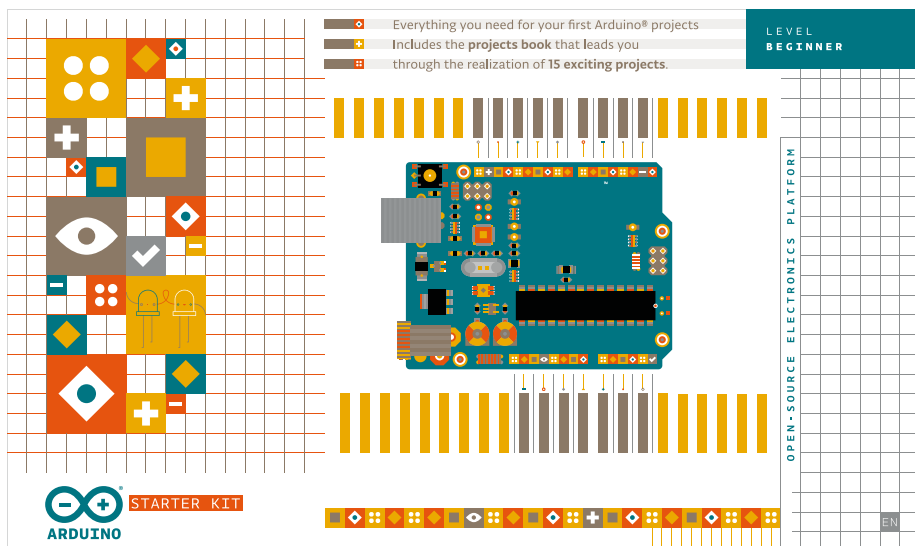 Everything you need for your first Arduino® projects
Includes the projects book that leads you
through the realization of 15 exciting projects.
LEVEL
BEGINNER
OPEN-SOURCE ELECTRONICS PLATFORM
STARTER KIT
ARDUINO
EN